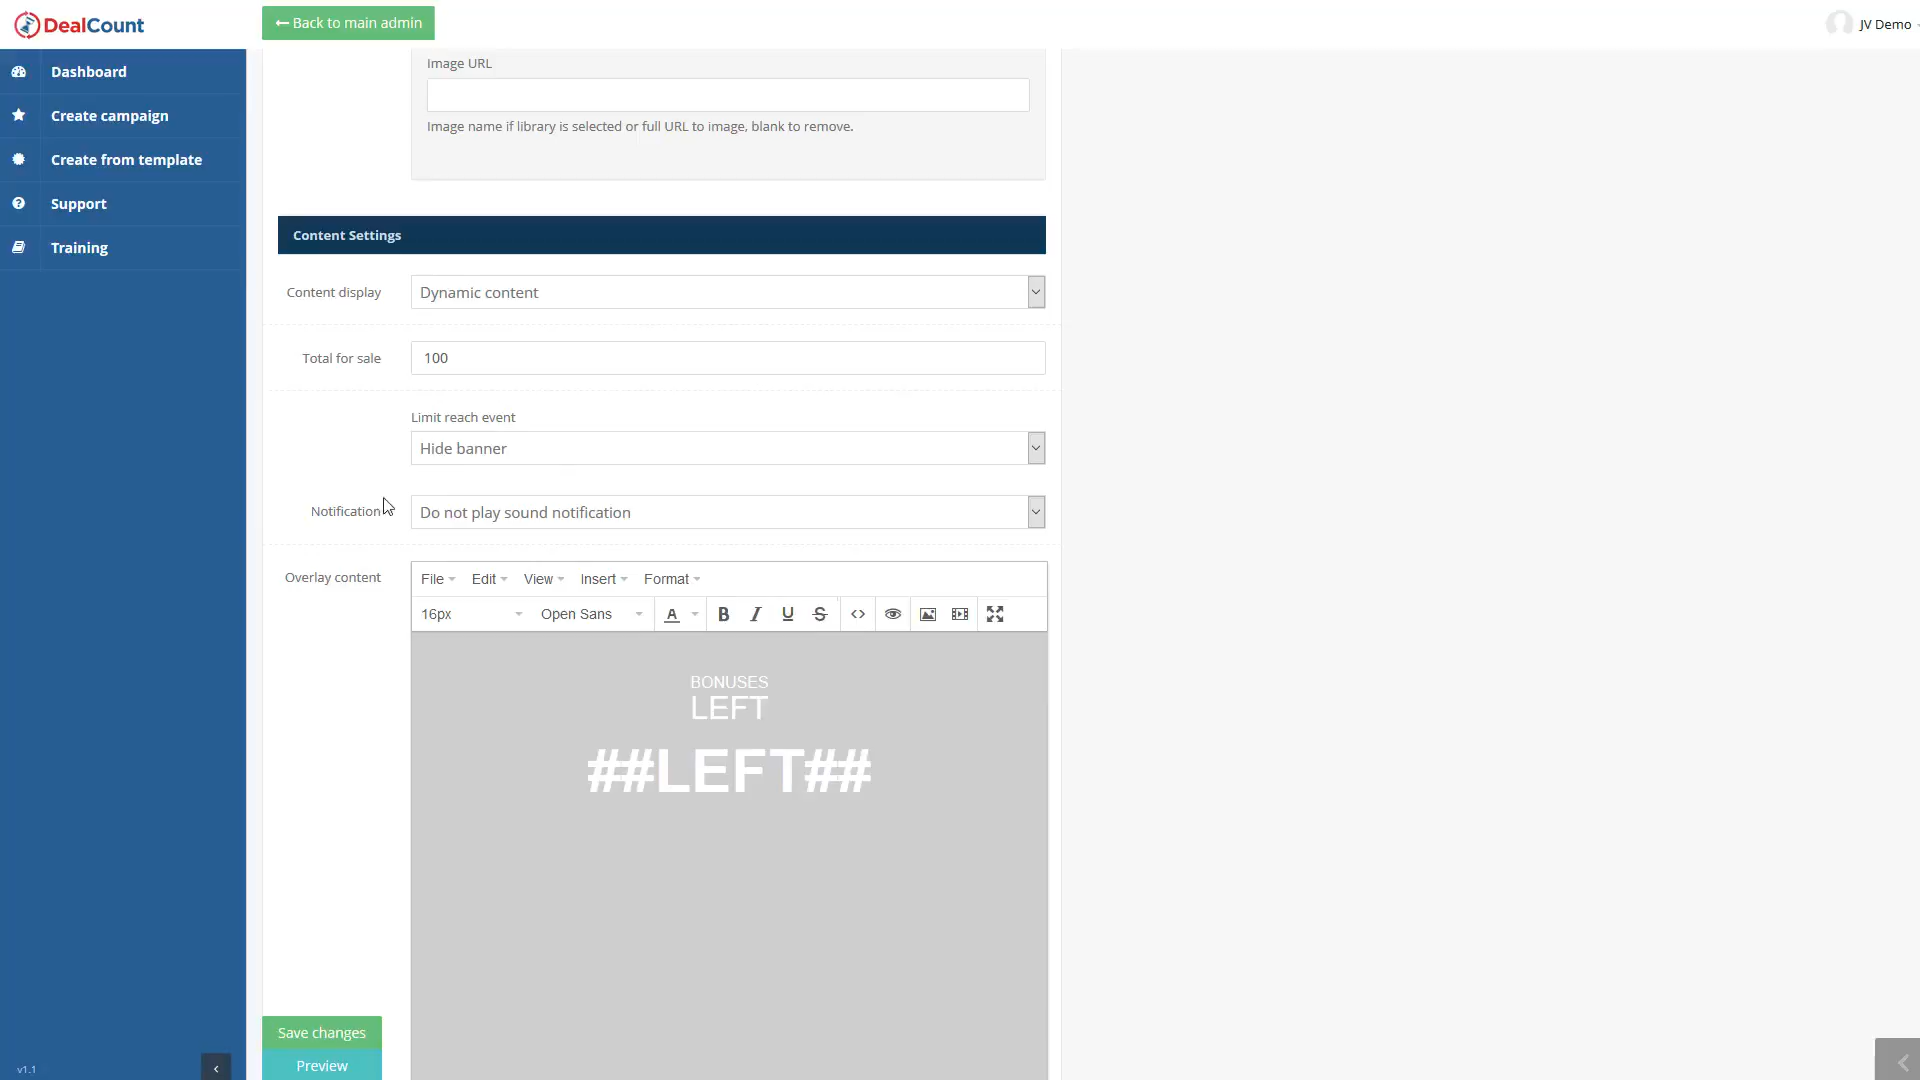 DealCount
← Back to main admin
JV Demo
Dashboard
Create campaign
Create from template
Support
Training
Image URL
Image name if library is selected or full URL to image, blank to remove.
Content Settings
Content display
Dynamic content
Total for sale
100
Limit reach event
Hide banner
Notification
Do not play sound notification
Overlay content
File Edit View Insert Format
16px Open Sans A B I U S <>
BONUSES
LEFT
##LEFT##
Save changes
Preview
v1.1